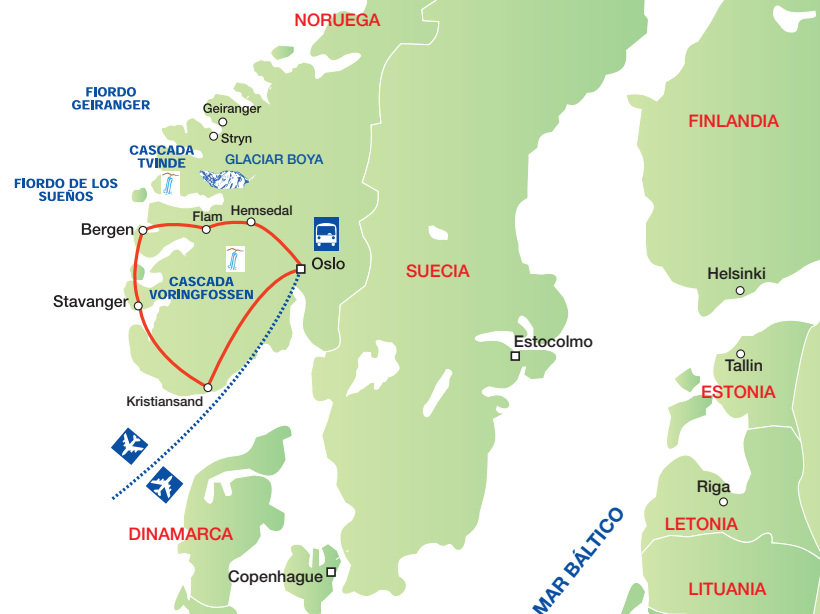 NORUEGA
FIORDO
GEIRANGER
Geiranger
Stryn
FINLANDIA
CASCADA
TVINDE
GLACIAR BOYA
FIORDO DE LOS
SUEÑOS
Bergen
Flam
Hemsedal
Oslo
SUECIA
Helsinki
CASCADA
VORINGFOSSEN
Stavanger
Estocolmo
Tallin
ESTONIA
Kristiansand
Riga
DINAMARCA
LETONIA
MAR BÁLTICO
Copenhague
LITUANIA